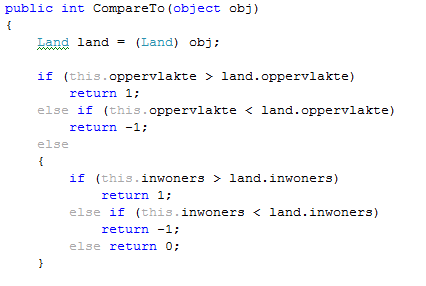 public int CompareTo(object obj)
{
    Land land = (Land) obj;

    if (this.oppervlakte > land.oppervlakte)
        return 1;
    else if (this.oppervlakte < land.oppervlakte)
        return -1;
    else
    {
        if (this.inwoners > land.inwoners)
            return 1;
        else if (this.inwoners < land.inwoners)
            return -1;
        else return 0;
    }